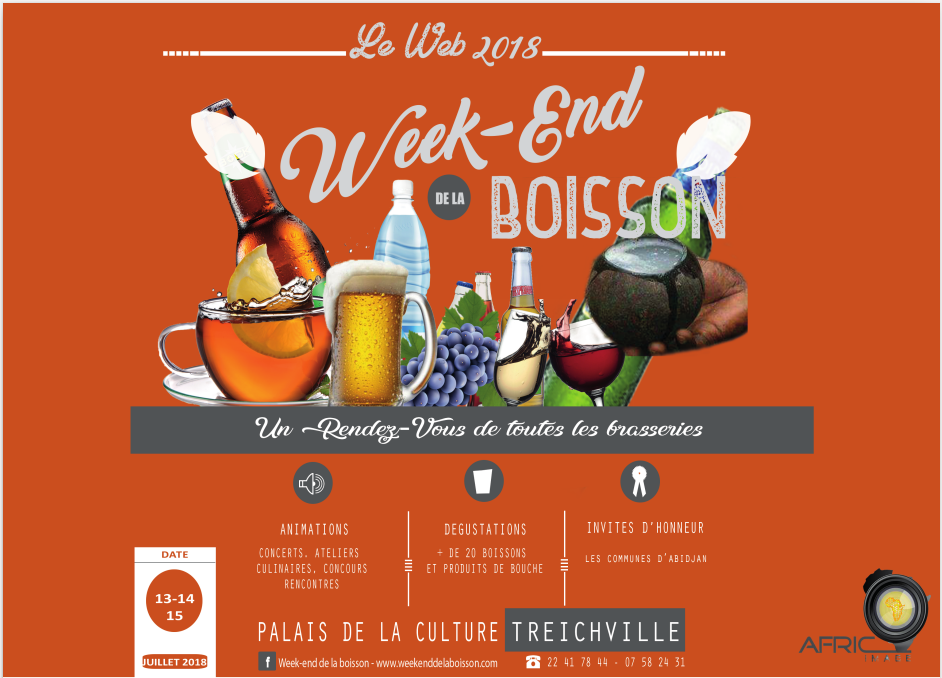 Le Web 2018
Week-End
DE LA
BOISSON
Un Rendez-Vous de toutes les brasseries
ANIMATIONS
CONCERTS, ATELIERS
CULINAIRES, CONCOURS
RENCONTRES
DEGUSTATIONS
+ DE 20 BOISSONS
ET PRODUITS DE BOUCHE
INVITES D'HONNEUR
LES COMMUNES D'ABIDJAN
DATE
13-14
15
JUILLET 2018
PALAIS DE LA CULTURE TREICHVILLE
f Week-end de la boisson - www.weekenddelaboisson.com
22 41 78 44 - 07 58 24 31
AFRIC
IMAGE